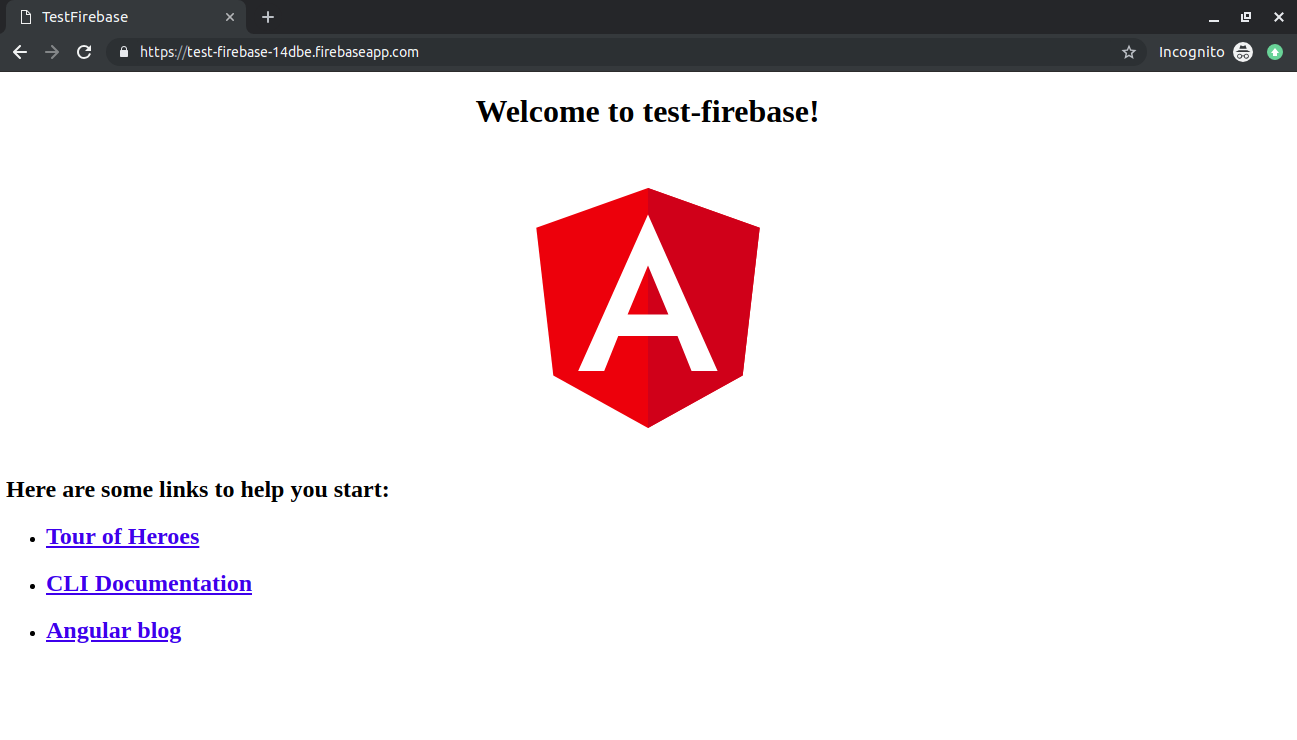 TestFirebase
https://test-firebase-14dbe.firebaseapp.com
Incognito
Welcome to test-firebase!
A
Here are some links to help you start:
Tour of Heroes
CLI Documentation
Angular blog